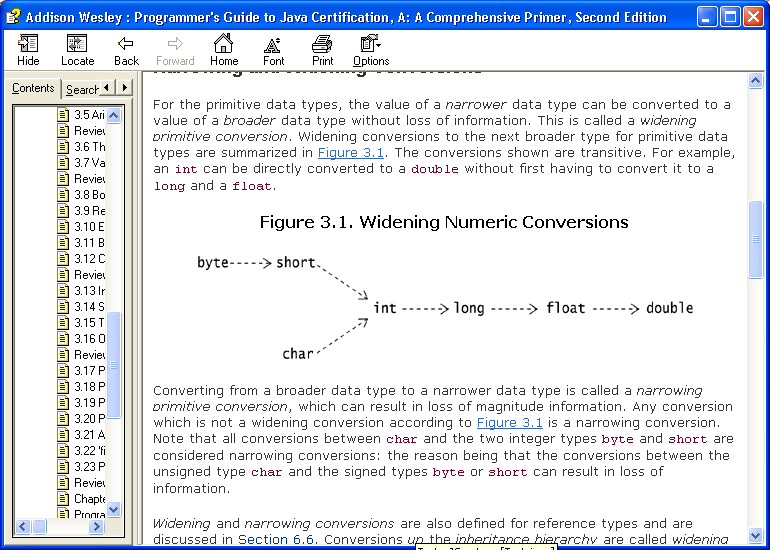 Addison Wesley : Programmer's Guide to Java Certification, A: A Comprehensive Primer, Second Edition
Hide Locate Back Forward Home Font Print Options
Contents Search
3.5 Ari
Review
3.6 Th
3.7 Va
Review
3.8 Bo
3.9 Re
3.10 E
3.11 B
3.12 C
Review
3.13 Ir
3.14 S
3.15 T
3.16 O
Review
3.17 P
3.18 P
3.19 P
3.20 P
3.21 A
3.22 'fi
3.23 P
Review
Chapte
Progra
Narrowing and Widening Conversions
For the primitive data types, the value of a narrower data type can be converted to a
value of a broader data type without loss of information. This is called a widening
primitive conversion. Widening conversions to the next broader type for primitive data
types are summarized in Figure 3.1. The conversions shown are transitive. For example,
an int can be directly converted to a double without first having to convert it to a
long and a float.
Figure 3.1. Widening Numeric Conversions
byte short
int long float double
char
Converting from a broader data type to a narrower data type is called a narrowing
primitive conversion, which can result in loss of magnitude information. Any conversion
which is not a widening conversion according to Figure 3.1 is a narrowing conversion.
Note that all conversions between char and the two integer types byte and short are
considered narrowing conversions: the reason being that the conversions between the
unsigned type char and the signed types byte or short can result in loss of
information.
Widening and narrowing conversions are also defined for reference types and are
discussed in Section 6.6. Conversions up the inheritance hierarchy are called widening